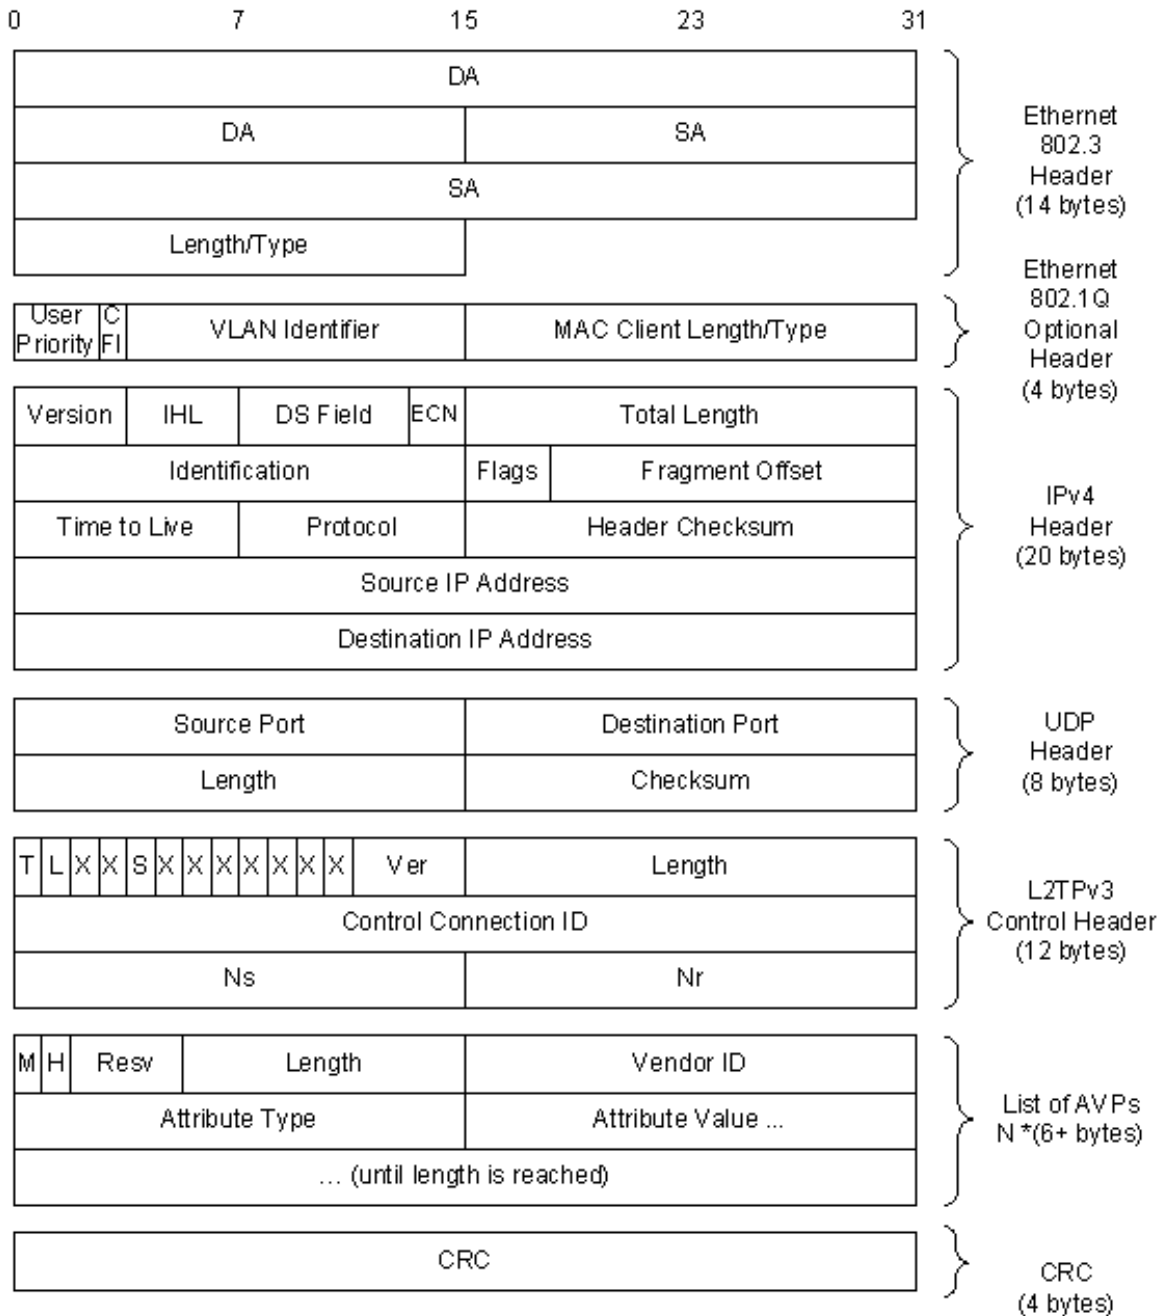 0 7 15 23 31
DA
DA SA
SA
Length/Type
Ethernet
802.3
Header
(14 bytes)
User
Priority
C
FI
VLAN Identifier MAC Client Length/Type
Ethernet
802.1Q
Optional
Header
(4 bytes)
Version IHL DS Field ECN Total Length
Identification Flags Fragment Offset
Time to Live Protocol Header Checksum
Source IP Address
Destination IP Address
IPv4
Header
(20 bytes)
Source Port Destination Port
Length Checksum
UDP
Header
(8 bytes)
T L X X S X X X X X X X Ver Length
Control Connection ID
Ns Nr
L2TPv3
Control Header
(12 bytes)
M H Resv Length Vendor ID
Attribute Type Attribute Value ...
... (until length is reached)
List of AVPs
N *(6+ bytes)
CRC
CRC
(4 bytes)